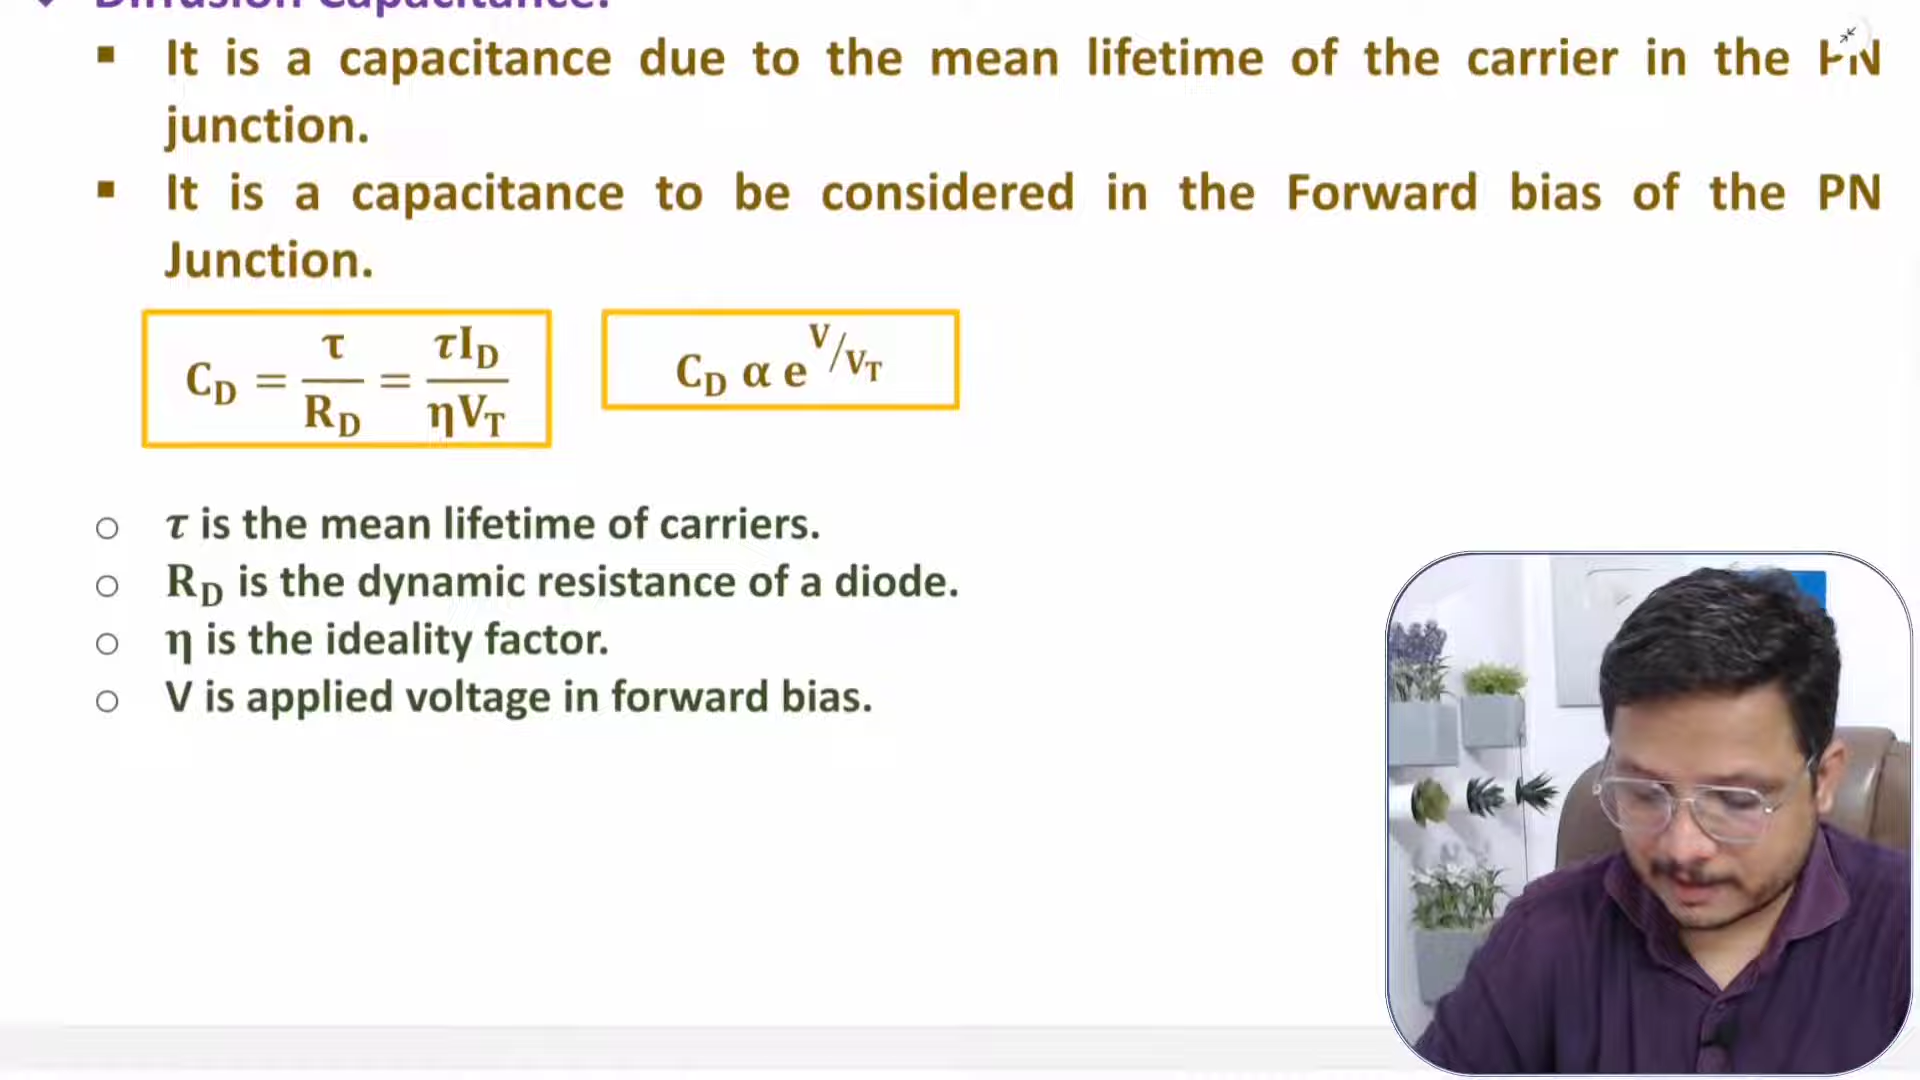 Diffusion Capacitance:
▪ It is a capacitance due to the mean lifetime of the carrier in the PN
junction.
▪ It is a capacitance to be considered in the Forward bias of the PN
Junction.
C_D = τ/R_D = τI_D/ηV_T
C_D α e^V/V_T
○ τ is the mean lifetime of carriers.
○ R_D is the dynamic resistance of a diode.
○ η is the ideality factor.
○ V is applied voltage in forward bias.